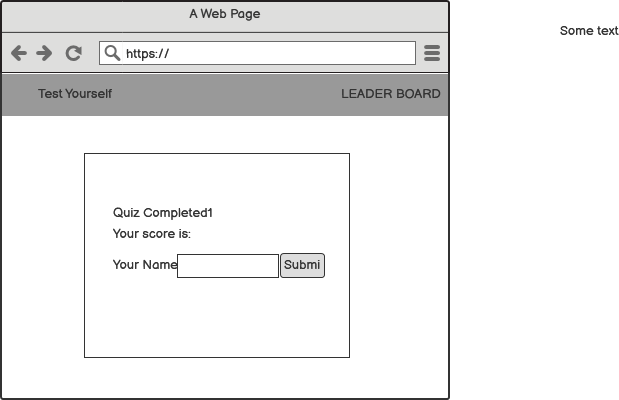 A Web Page
Some text
https://
Test Yourself
LEADER BOARD
Quiz Completed1
Your score is:
Your Name
Submi